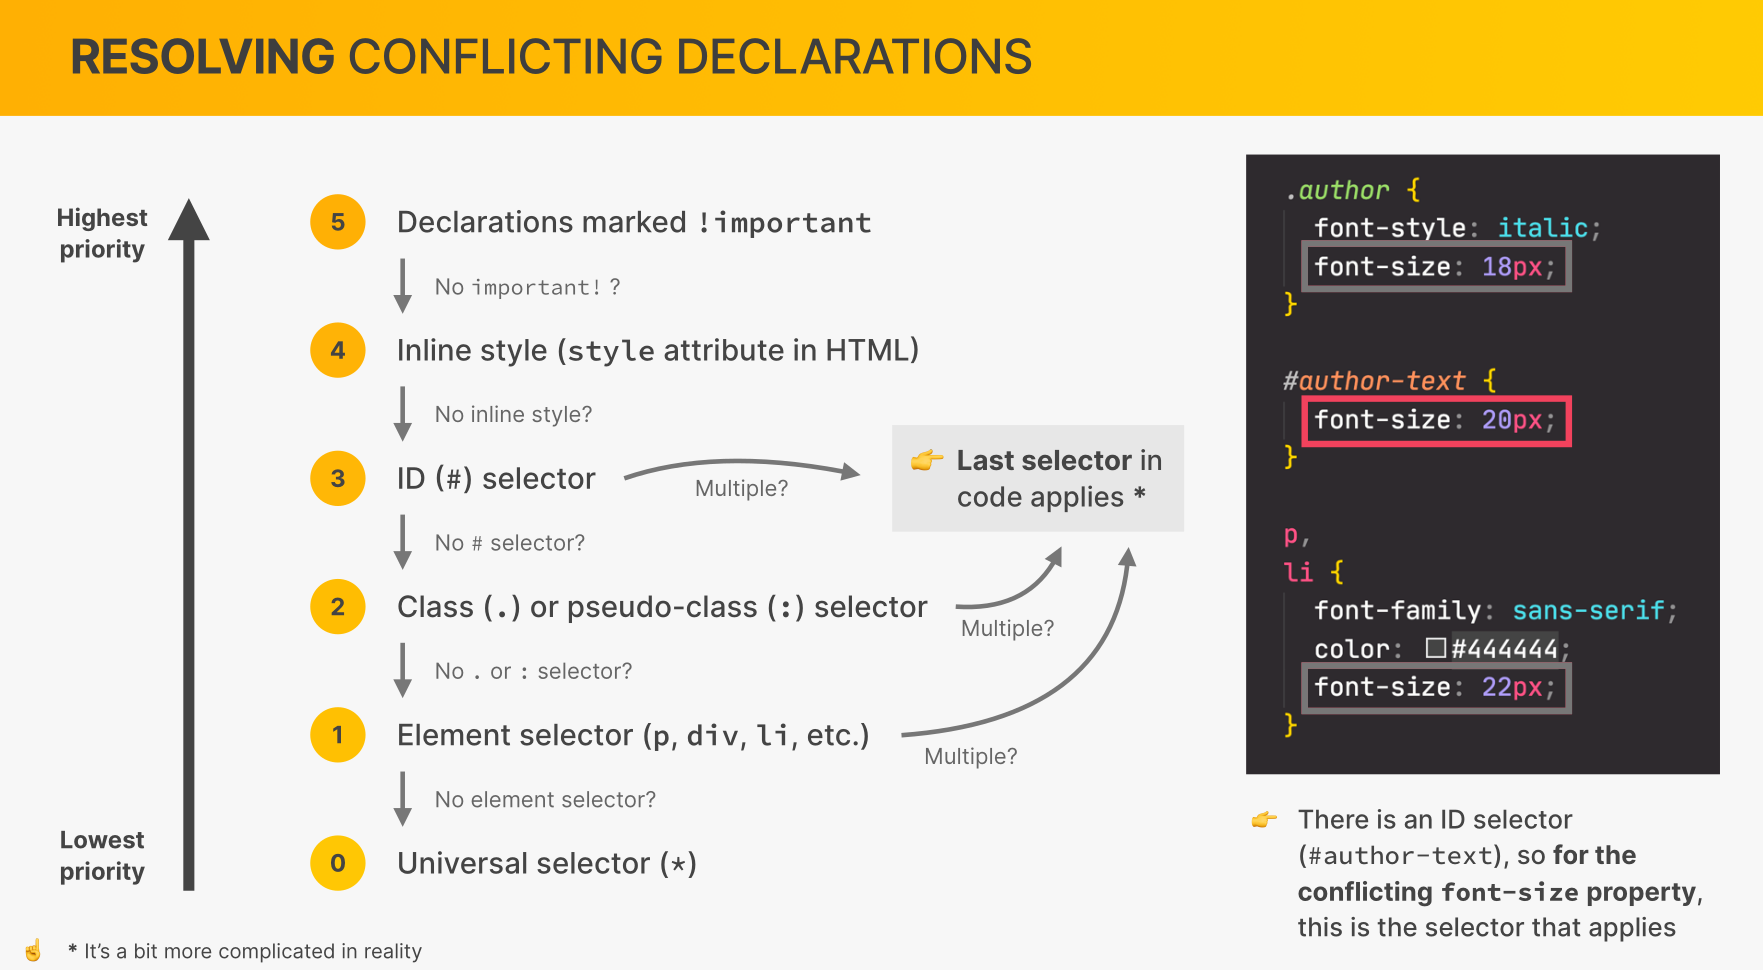 RESOLVING CONFLICTING DECLARATIONS
Highest
priority
5
Declarations marked !important
No important! ?
4
Inline style (style attribute in HTML)
No inline style?
3
ID (#) selector
Multiple?
👉 Last selector in
code applies *
No # selector?
2
Class (.) or pseudo-class (:) selector
Multiple?
No . or : selector?
1
Element selector (p, div, li, etc.)
Multiple?
No element selector?
0
Universal selector (*)
Lowest
priority
☝️ * It's a bit more complicated in reality
.author {
font-style: italic;
font-size: 18px;
}
#author-text {
font-size: 20px;
}
p,
li {
font-family: sans-serif;
color: #444444;
font-size: 22px;
}
👉 There is an ID selector
(#author-text), so for the
conflicting font-size property,
this is the selector that applies